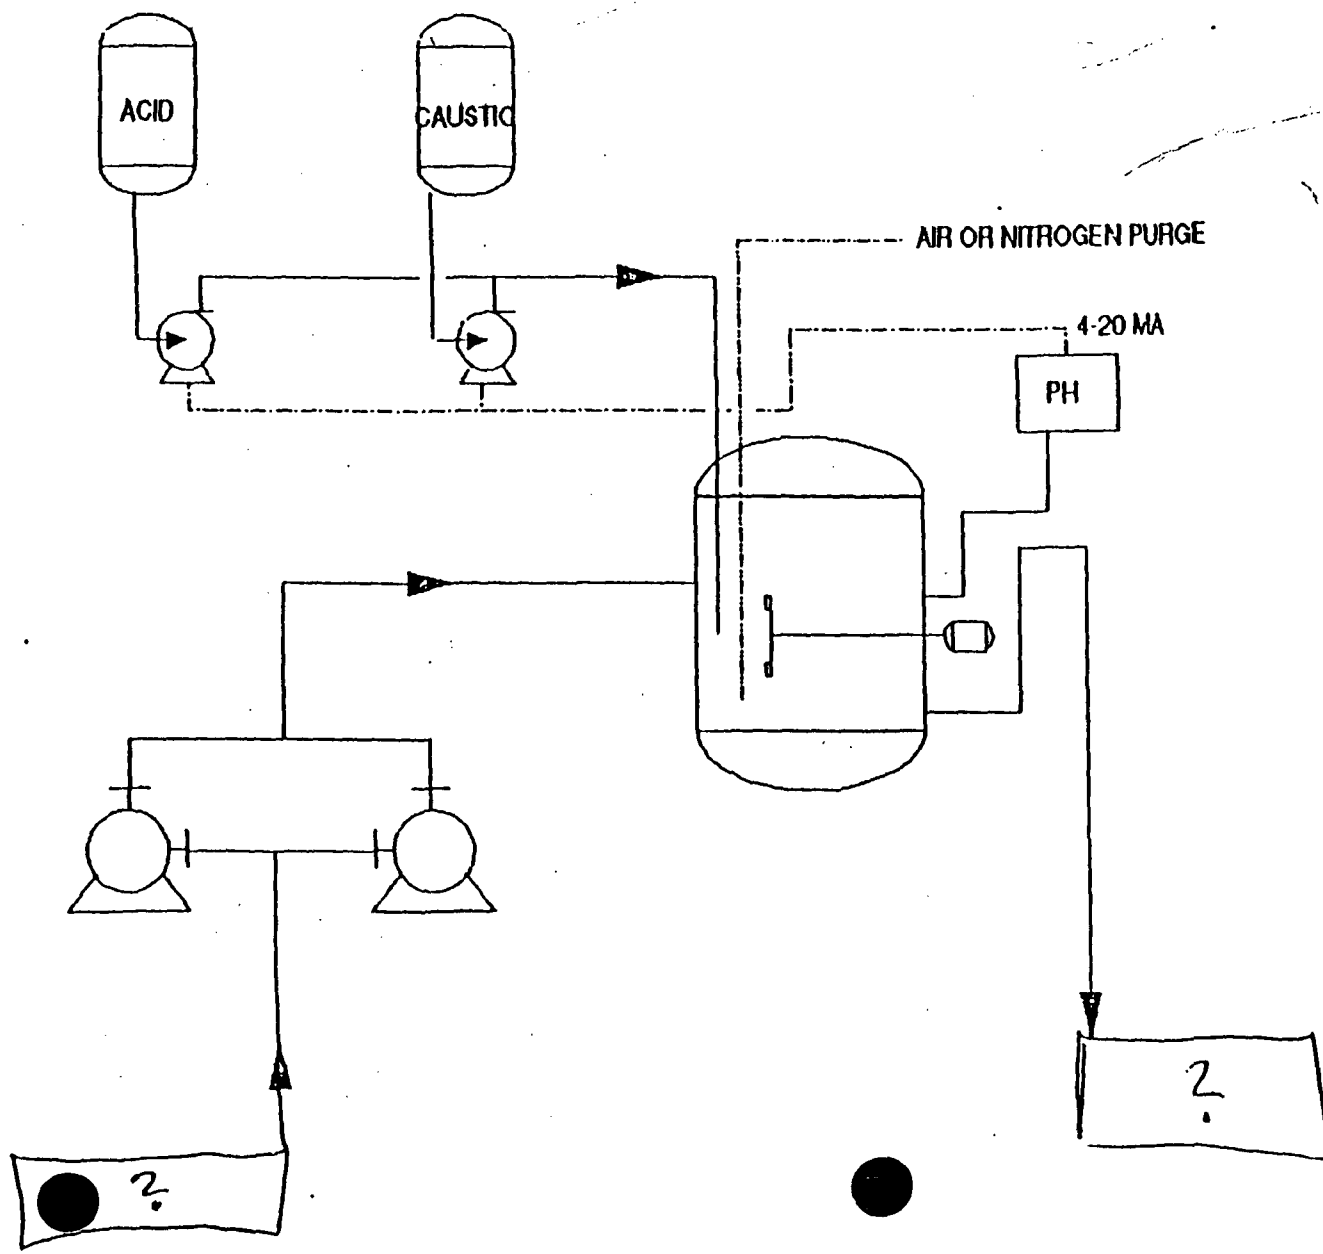 ACID
CAUSTIC
AIR OR NITROGEN PURGE
4-20 MA
PH
?
?